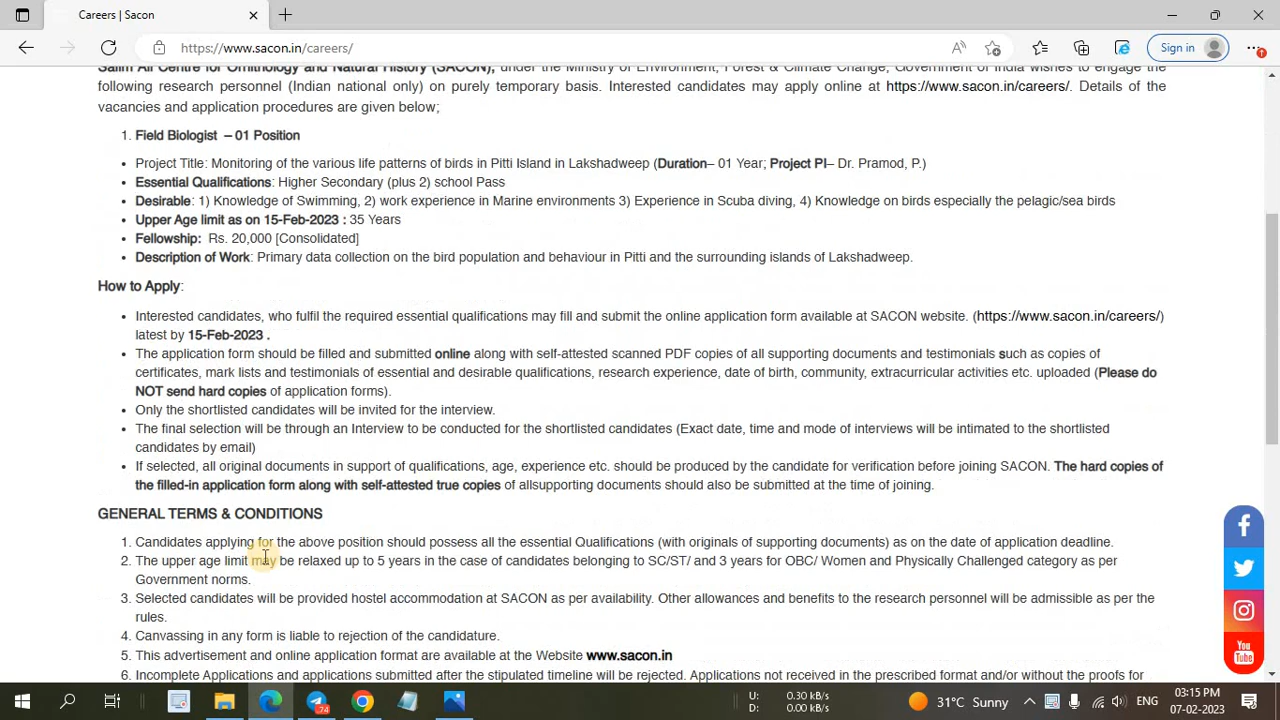 Careers | Sacon
https://www.sacon.in/careers/
Sign in
Salim Ali Centre for Ornithology and Natural History (SACON), under the Ministry of Environment, Forest & Climate Change, Government of India wishes to engage the
following research personnel (Indian national only) on purely temporary basis. Interested candidates may apply online at https://www.sacon.in/careers/. Details of the
vacancies and application procedures are given below;
1. Field Biologist – 01 Position
• Project Title: Monitoring of the various life patterns of birds in Pitti Island in Lakshadweep (Duration– 01 Year; Project PI– Dr. Pramod, P.)
• Essential Qualifications: Higher Secondary (plus 2) school Pass
• Desirable: 1) Knowledge of Swimming, 2) work experience in Marine environments 3) Experience in Scuba diving, 4) Knowledge on birds especially the pelagic/sea birds
• Upper Age limit as on 15-Feb-2023 : 35 Years
• Fellowship: Rs. 20,000 [Consolidated]
• Description of Work: Primary data collection on the bird population and behaviour in Pitti and the surrounding islands of Lakshadweep.
How to Apply:
• Interested candidates, who fulfil the required essential qualifications may fill and submit the online application form available at SACON website. (https://www.sacon.in/careers/)
latest by 15-Feb-2023 .
• The application form should be filled and submitted online along with self-attested scanned PDF copies of all supporting documents and testimonials such as copies of
certificates, mark lists and testimonials of essential and desirable qualifications, research experience, date of birth, community, extracurricular activities etc. uploaded (Please do
NOT send hard copies of application forms).
• Only the shortlisted candidates will be invited for the interview.
• The final selection will be through an Interview to be conducted for the shortlisted candidates (Exact date, time and mode of interviews will be intimated to the shortlisted
candidates by email)
• If selected, all original documents in support of qualifications, age, experience etc. should be produced by the candidate for verification before joining SACON. The hard copies of
the filled-in application form along with self-attested true copies of allsupporting documents should also be submitted at the time of joining.
GENERAL TERMS & CONDITIONS
1. Candidates applying for the above position should possess all the essential Qualifications (with originals of supporting documents) as on the date of application deadline.
2. The upper age limit may be relaxed up to 5 years in the case of candidates belonging to SC/ST/ and 3 years for OBC/ Women and Physically Challenged category as per
Government norms.
3. Selected candidates will be provided hostel accommodation at SACON as per availability. Other allowances and benefits to the research personnel will be admissible as per the
rules.
4. Canvassing in any form is liable to rejection of the candidature.
5. This advertisement and online application format are available at the Website www.sacon.in
6. Incomplete Applications and applications submitted after the stipulated timeline will be rejected. Applications not received in the prescribed format and/or without the proofs for
You
Tube
74
U: 0.30 kB/s
D: 0.00 kB/s
31°C Sunny
ENG
03:15 PM
07-02-2023